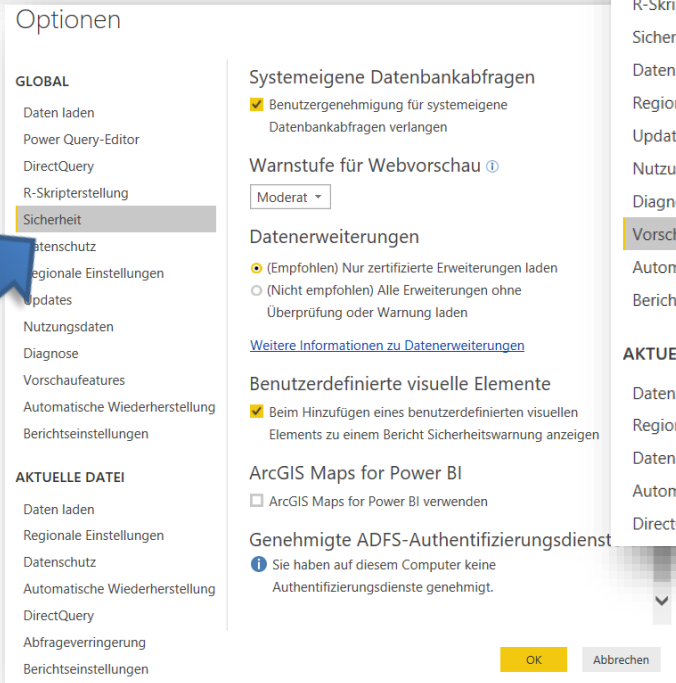 Optionen
GLOBAL
Daten laden
Power Query-Editor
DirectQuery
R-Skripterstellung
Sicherheit
Regionale Einstellungen
Nutzungsdaten
Diagnose
Vorschaufeatures
Automatische Wiederherstellung
Berichtseinstellungen
AKTUELLE DATEI
Daten laden
Regionale Einstellungen
Datenschutz
Automatische Wiederherstellung
DirectQuery
Abfrageverringerung
Berichtseinstellungen
Systemeigene Datenbankabfragen
Benutzergenehmigung für systemeigene
Datenbankabfragen verlangen
Warnstufe für Webvorschau
Moderat
Datenerweiterungen
(Empfohlen) Nur zertifizierte Erweiterungen laden
(Nicht empfohlen) Alle Erweiterungen ohne
Überprüfung oder Warnung laden
Weitere Informationen zu Datenerweiterungen
Benutzerdefinierte visuelle Elemente
Beim Hinzufügen eines benutzerdefinierten visuellen
Elements zu einem Bericht Sicherheitswarnung anzeigen
ArcGIS Maps for Power BI
ArcGIS Maps for Power BI verwenden
Genehmigte ADFS-Authentifizierungsdienst
Sie haben auf diesem Computer keine
Authentifizierungsdienste genehmigt.
OK
Abbrechen
R-Skri
Sicher
Daten
Region
Updat
Nutzu
Diagn
Vorsch
Autom
Berich
AKTUE
Daten
Region
Daten
Autom
Direct